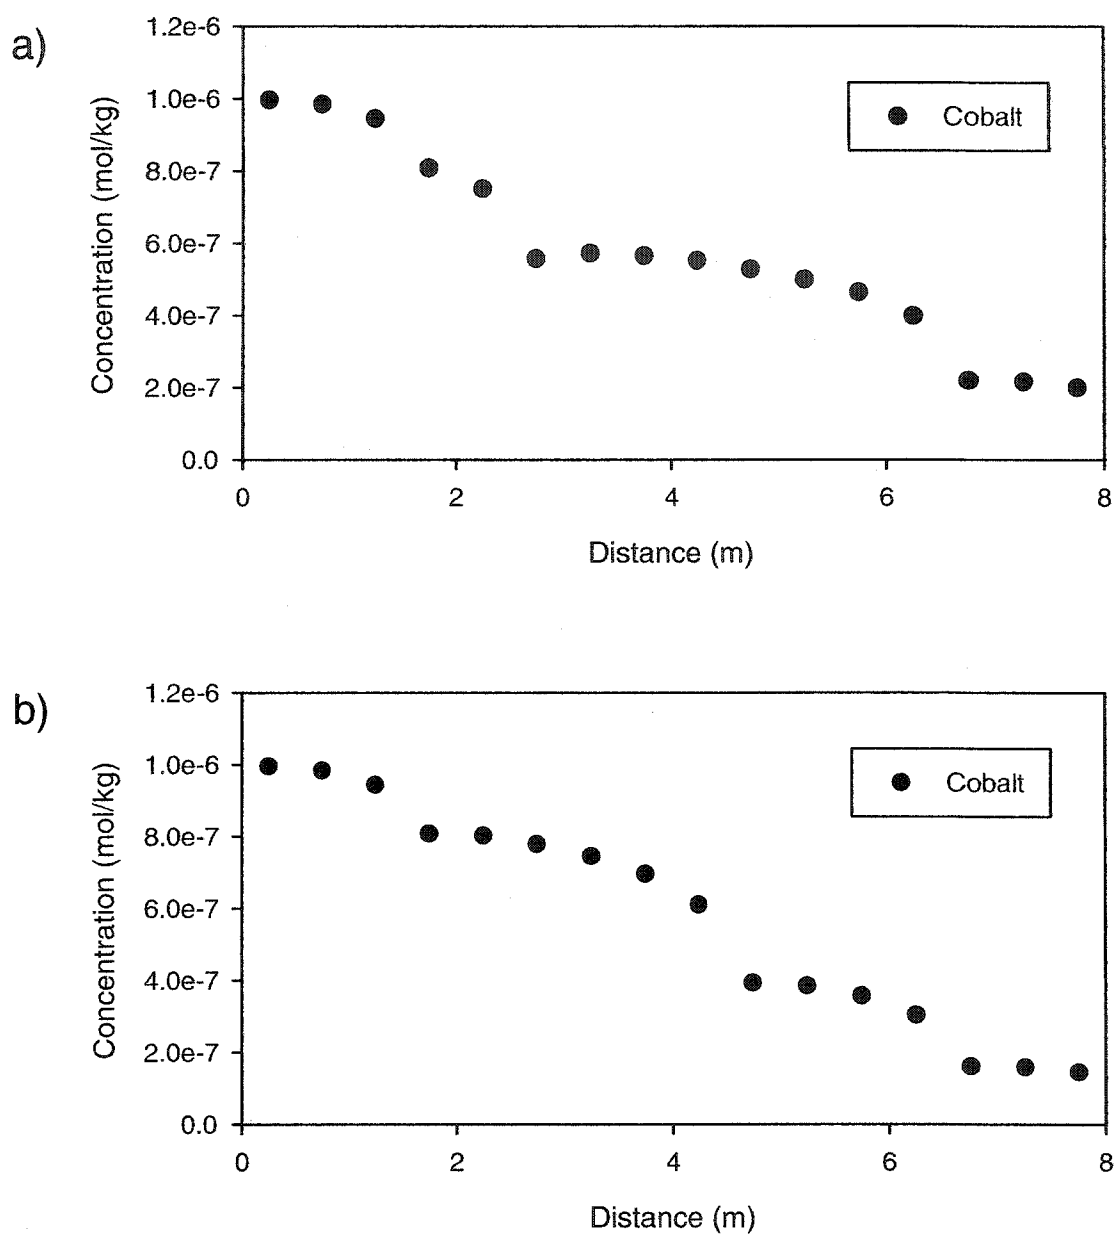 a)
1.2e-6
1.0e-6
8.0e-7
6.0e-7
4.0e-7
2.0e-7
0.0
Concentration (mol/kg)
Cobalt
0 2 4 6 8
Distance (m)
b)
1.2e-6
1.0e-6
8.0e-7
6.0e-7
4.0e-7
2.0e-7
0.0
Concentration (mol/kg)
Cobalt
0 2 4 6 8
Distance (m)